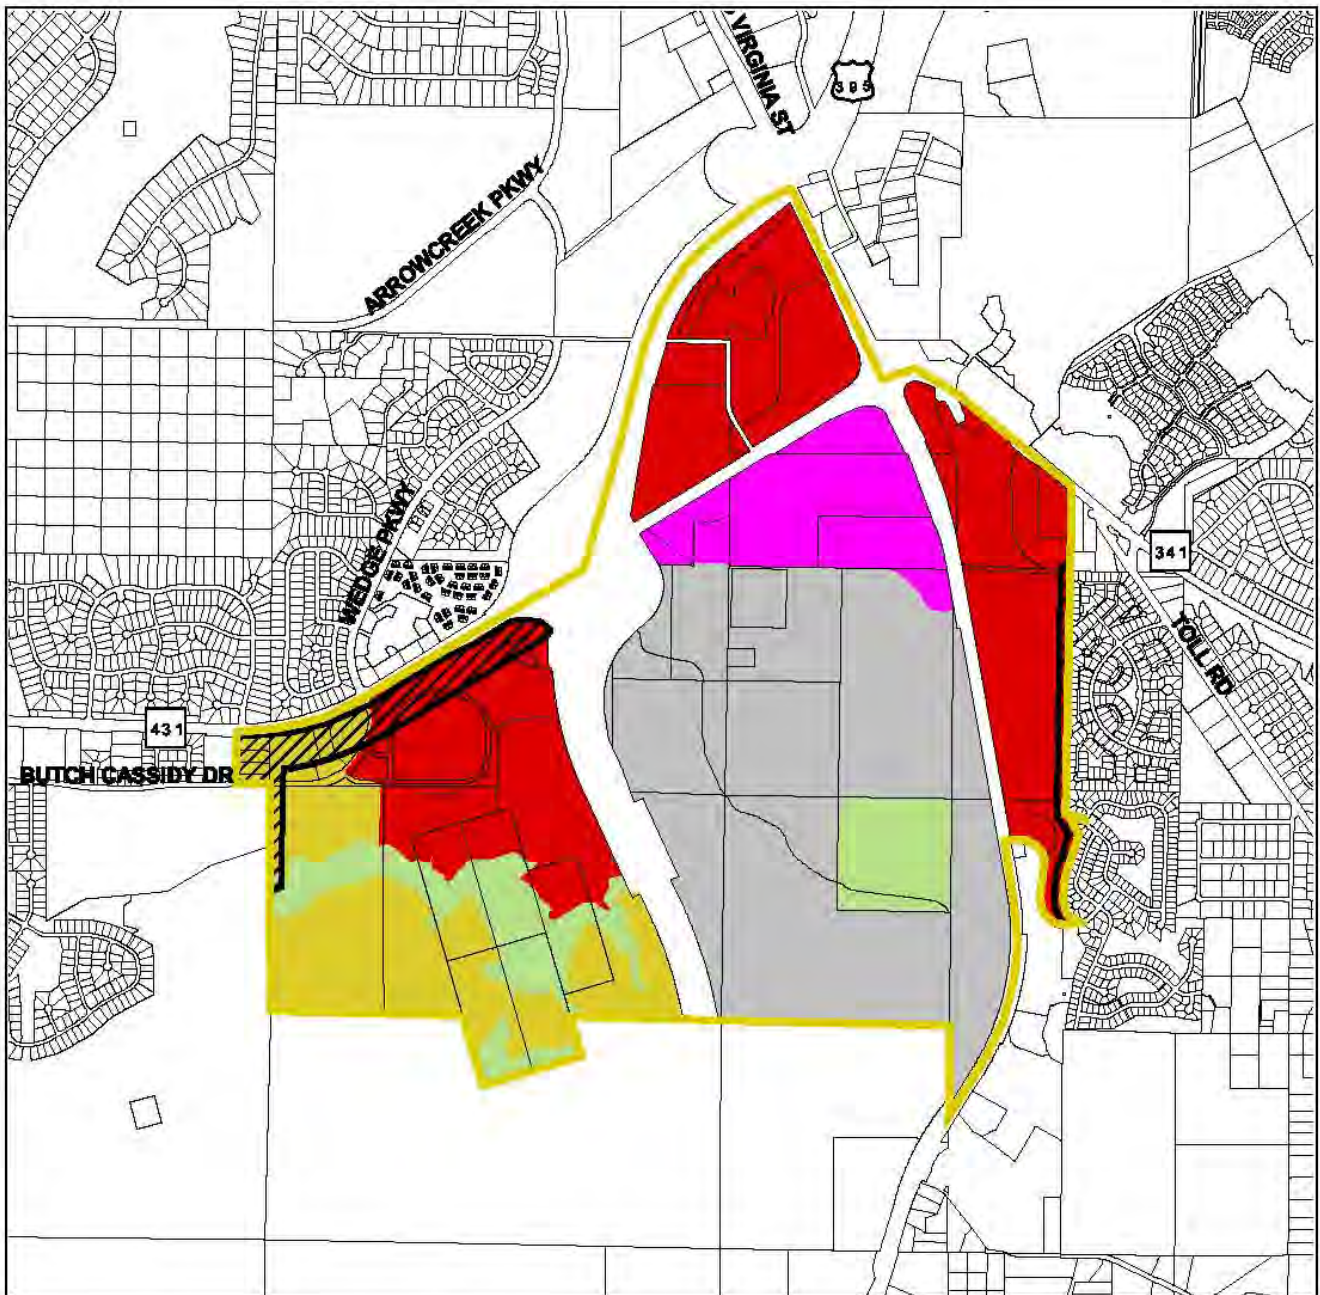 VIRGINIA ST
395
ARROWCREEK PKWY
WEDGE PKWY
341
TOLL RD
431
BUTCH CASSIDY DR